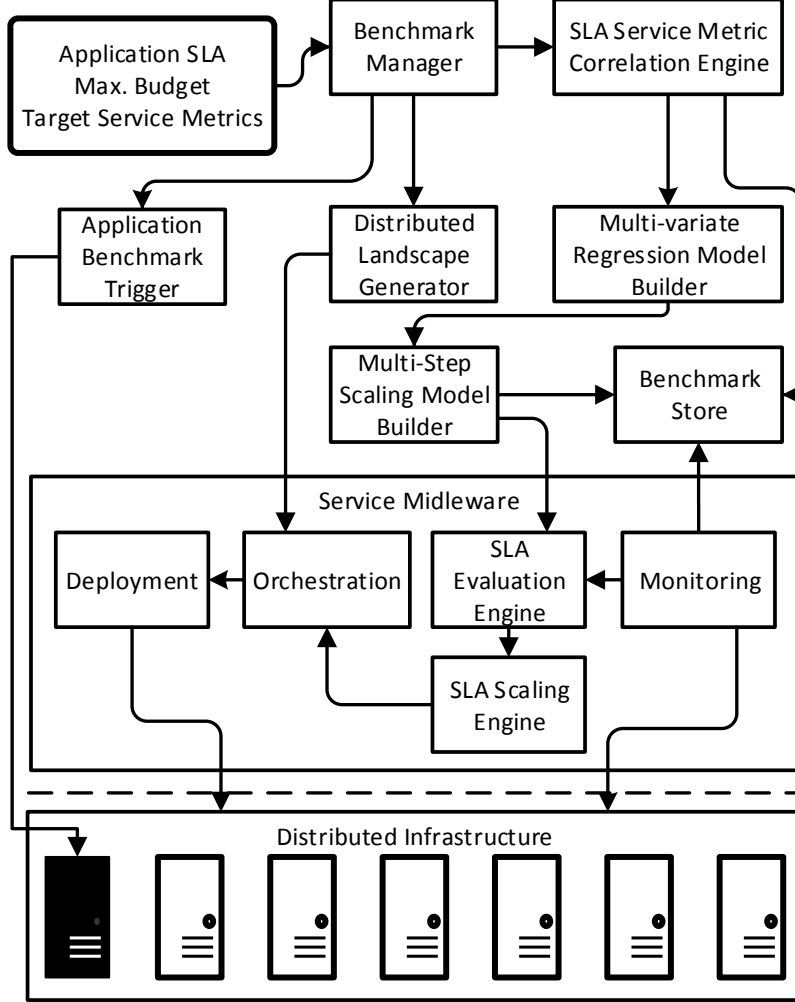 Application SLA
Max. Budget
Target Service Metrics
Benchmark
Manager
SLA Service Metric
Correlation Engine
Application
Benchmark
Trigger
Distributed
Landscape
Generator
Multi-variate
Regression Model
Builder
Multi-Step
Scaling Model
Builder
Benchmark
Store
Service Midleware
Deployment
Orchestration
SLA
Evaluation
Engine
Monitoring
SLA Scaling
Engine
Distributed Infrastructure